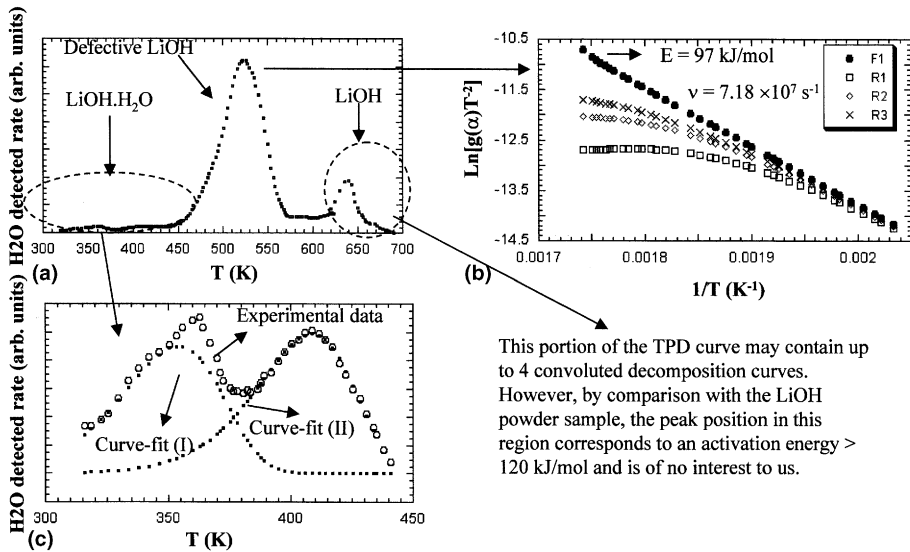 H2O detected rate (arb. units)
Defective LiOH
LiOH.H2O
LiOH
300 350 400 450 500 550 600 650 700
(a)
T (K)
Ln[g(α)T-2]
-10.5
-11.5
-12.5
-13.5
-14.5
E = 97 kJ/mol
ν = 7.18 ×10⁷ s⁻¹
F1
R1
R2
R3
0.0017 0.0018 0.0019 0.002
(b)
1/T (K⁻¹)
H2O detected rate (arb. units)
Experimental data
Curve-fit (I)
Curve-fit (II)
300 350 400 450
(c)
T (K)
This portion of the TPD curve may contain up
to 4 convoluted decomposition curves.
However, by comparison with the LiOH
powder sample, the peak position in this
region corresponds to an activation energy >
120 kJ/mol and is of no interest to us.